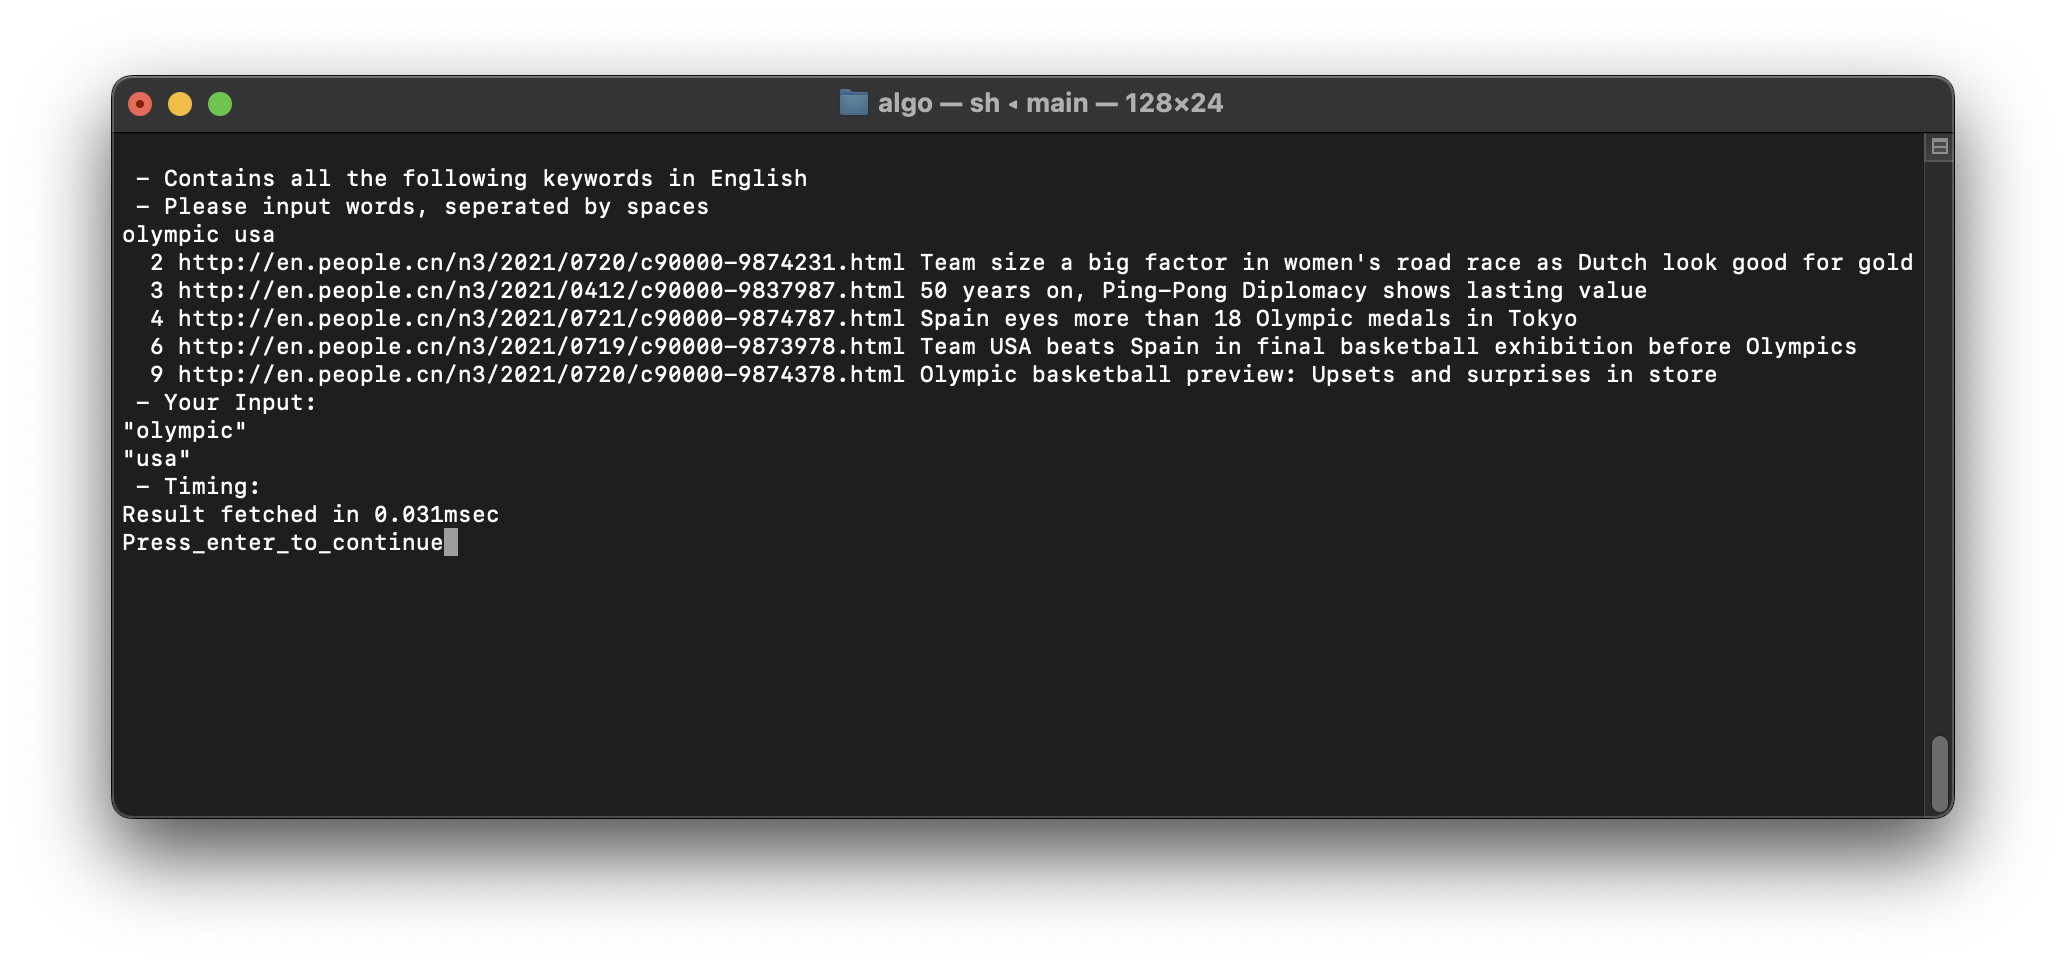 algo — sh ◂ main — 128×24
- Contains all the following keywords in English
- Please input words, seperated by spaces
olympic usa
2 http://en.people.cn/n3/2021/0720/c90000-9874231.html Team size a big factor in women's road race as Dutch look good for gold
3 http://en.people.cn/n3/2021/0412/c90000-9837987.html 50 years on, Ping-Pong Diplomacy shows lasting value
4 http://en.people.cn/n3/2021/0721/c90000-9874787.html Spain eyes more than 18 Olympic medals in Tokyo
6 http://en.people.cn/n3/2021/0719/c90000-9873978.html Team USA beats Spain in final basketball exhibition before Olympics
9 http://en.people.cn/n3/2021/0720/c90000-9874378.html Olympic basketball preview: Upsets and surprises in store
- Your Input:
"olympic"
"usa"
- Timing:
Result fetched in 0.031msec
Press_enter_to_continue